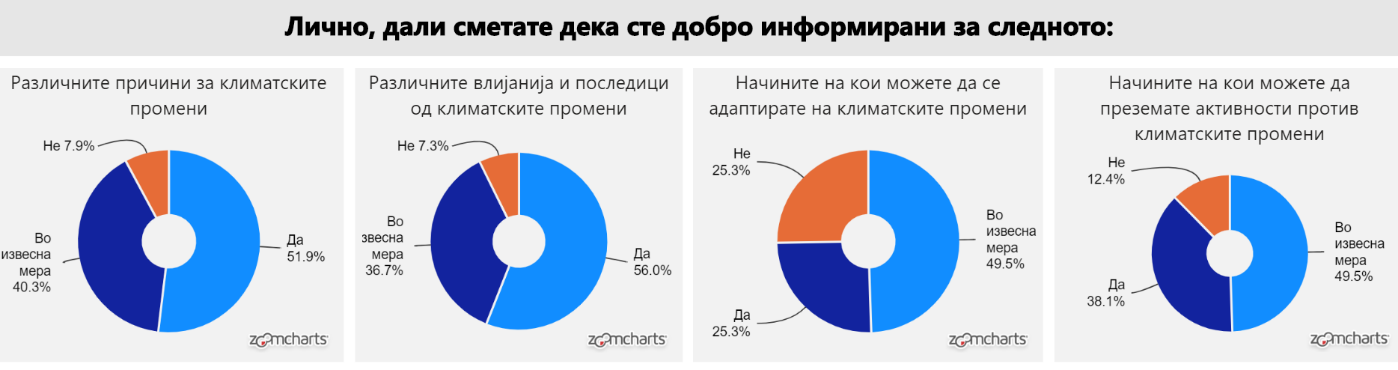 Лично, дали сметате дека сте добро информирани за следното:
Различните причини за климатските
промени
Не 7.9%
Во
извесна
мера
40.3%
Да
51.9%
zoomcharts
Различните влијанија и последици
од климатските промени
Не 7.3%
Во
звесна
мера
36.7%
Да
56.0%
zoomcharts
Начините на кои можете да се
адаптирате на климатските промени
Не
25.3%
Во
извесна
мера
49.5%
Да
25.3%
zoomcharts
Начините на кои можете да
преземате активности против
климатските промени
Не
12.4%
Во
извесна
мера
49.5%
Да
38.1%
zoomcharts